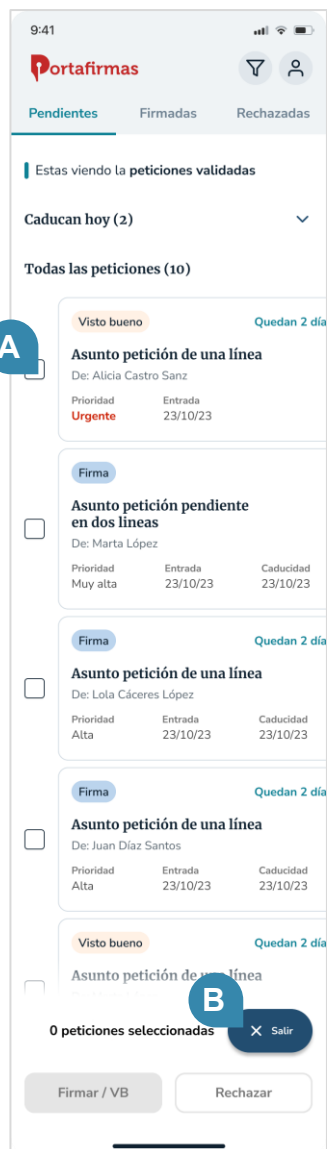 9:41
Portafirmas
Pendientes Firmadas Rechazadas
Estas viendo la peticiones validadas
Caducan hoy (2)
Todas las peticiones (10)
Visto bueno Quedan 2 día
A
Asunto petición de una línea
De: Alicia Castro Sanz
Prioridad Entrada
Urgente 23/10/23
Firma
Asunto petición pendiente
en dos lineas
De: Marta López
Prioridad Entrada Caducidad
Muy alta 23/10/23 23/10/23
Firma Quedan 2 día
Asunto petición de una línea
De: Lola Cáceres López
Prioridad Entrada Caducidad
Alta 23/10/23 23/10/23
Firma Quedan 2 día
Asunto petición de una línea
De: Juan Díaz Santos
Prioridad Entrada Caducidad
Alta 23/10/23 23/10/23
Visto bueno Quedan 2 día
Asunto petición de una línea
B
0 peticiones seleccionadas Salir
Firmar / VB Rechazar